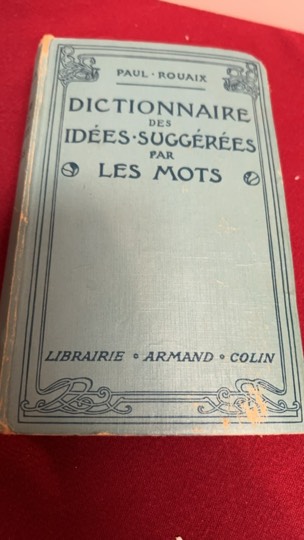 PAUL · ROUAIX
DICTIONNAIRE
DES
IDÉES · SUGGÉRÉES
PAR
LES MOTS
LIBRAIRIE • ARMAND • COLIN